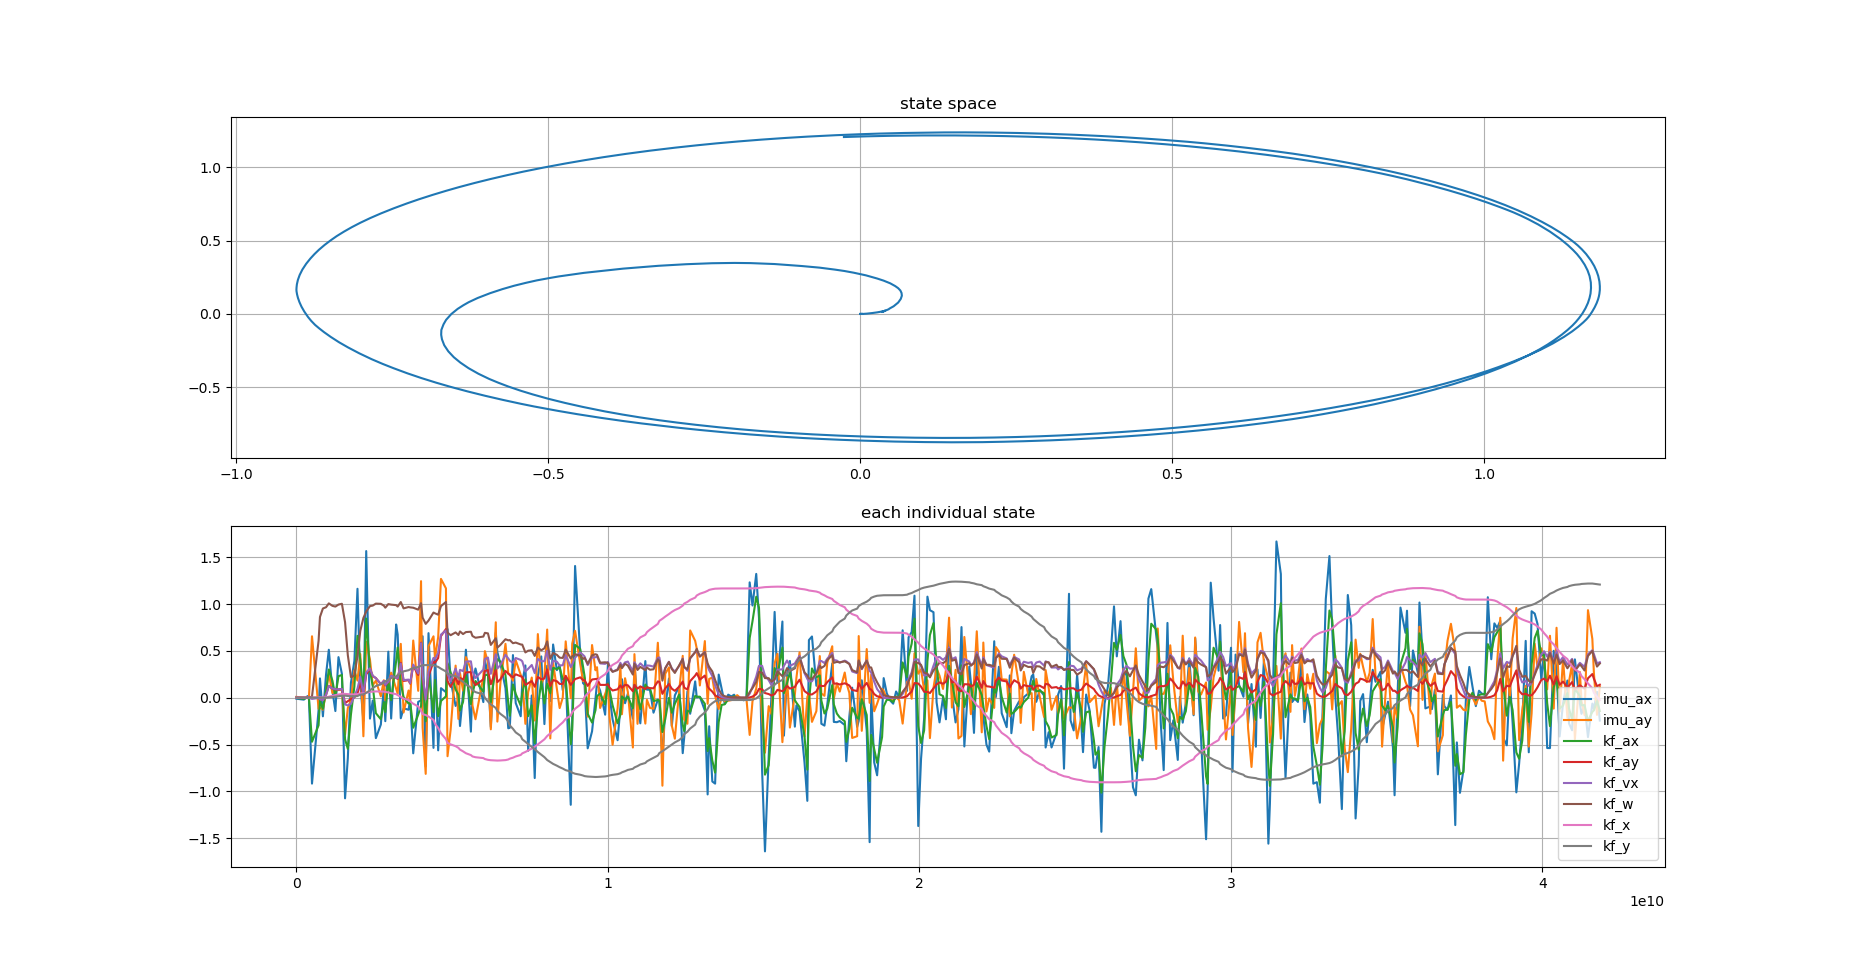 state space
1.0
0.5
0.0
−0.5
−1.0 −0.5 0.0 0.5 1.0
each individual state
1.5
1.0
0.5
0.0
−0.5
−1.0
−1.5
imu_ax
imu_ay
kf_ax
kf_ay
kf_vx
kf_w
kf_x
kf_y
0 1 2 3 4
1e10